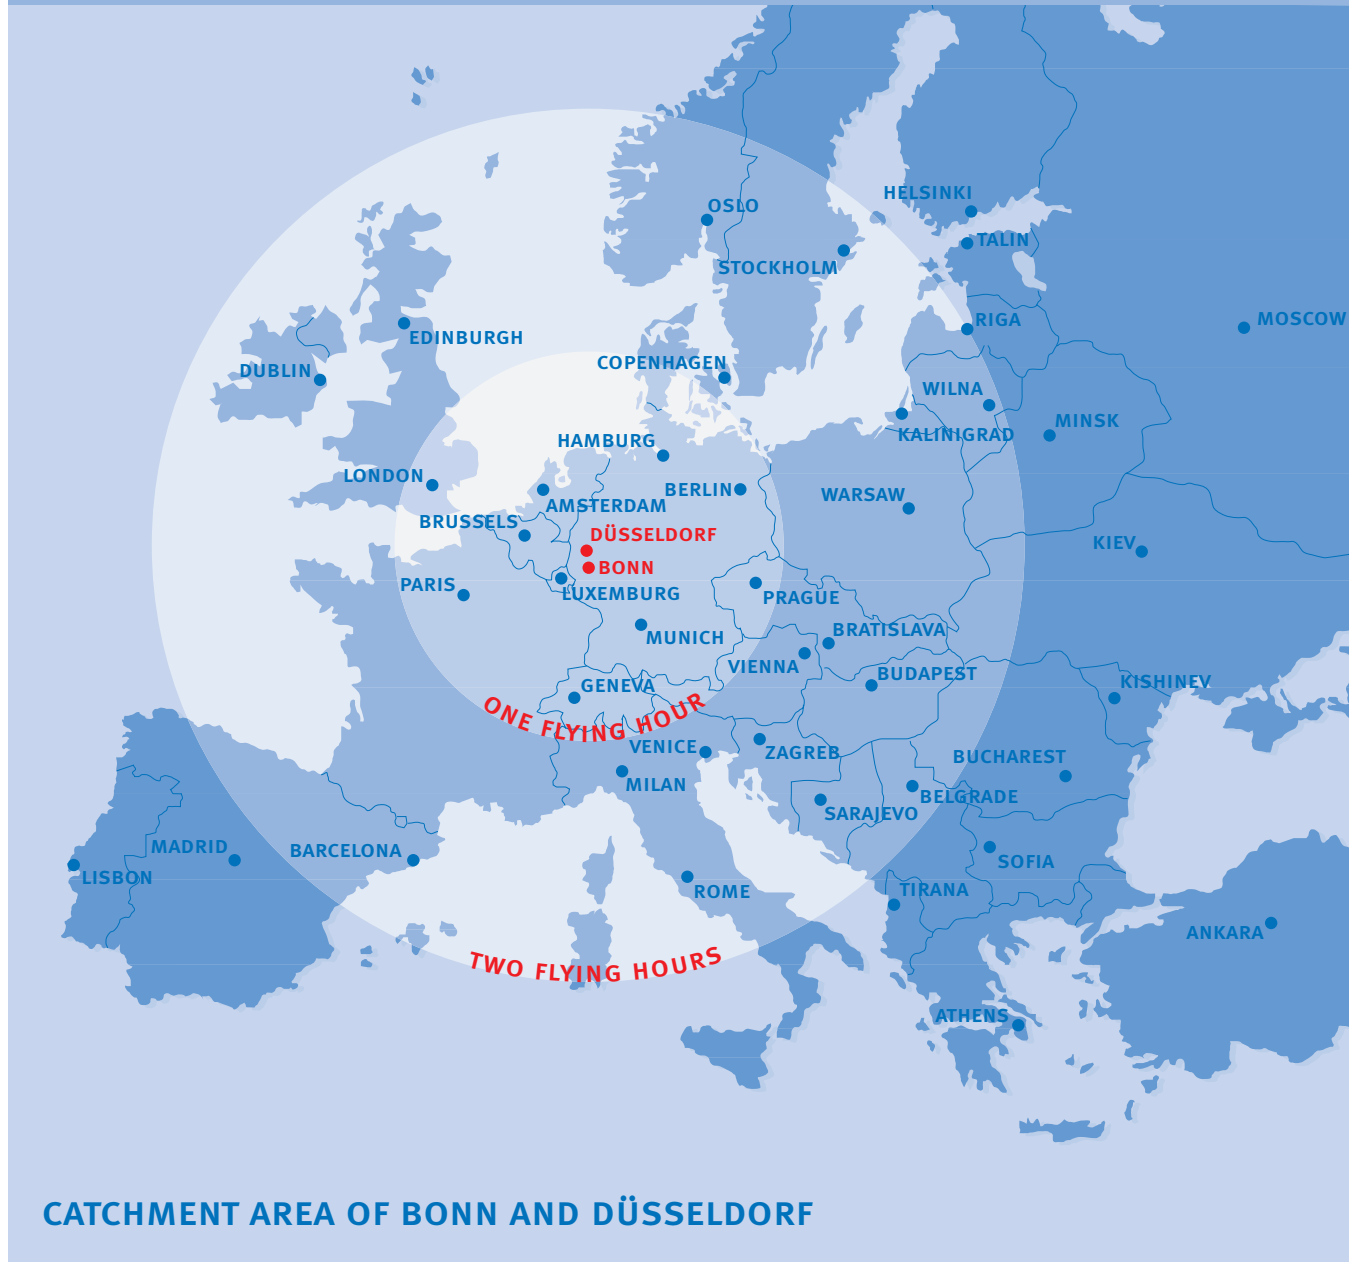 HELSINKI
OSLO
TALIN
STOCKHOLM
RIGA
MOSCOW
EDINBURGH
COPENHAGEN
DUBLIN
WILNA
MINSK
KALINIGRAD
HAMBURG
LONDON
BERLIN
WARSAW
AMSTERDAM
BRUSSELS
DÜSSELDORF
KIEV
BONN
PARIS
LUXEMBURG
PRAGUE
BRATISLAVA
MUNICH
VIENNA
BUDAPEST
KISHINEV
GENEVA
ONE FLYING HOUR
VENICE
ZAGREB
BUCHAREST
MILAN
BELGRADE
SARAJEVO
MADRID
BARCELONA
SOFIA
LISBON
ROME
TIRANA
ANKARA
TWO FLYING HOURS
ATHENS
CATCHMENT AREA OF BONN AND DÜSSELDORF